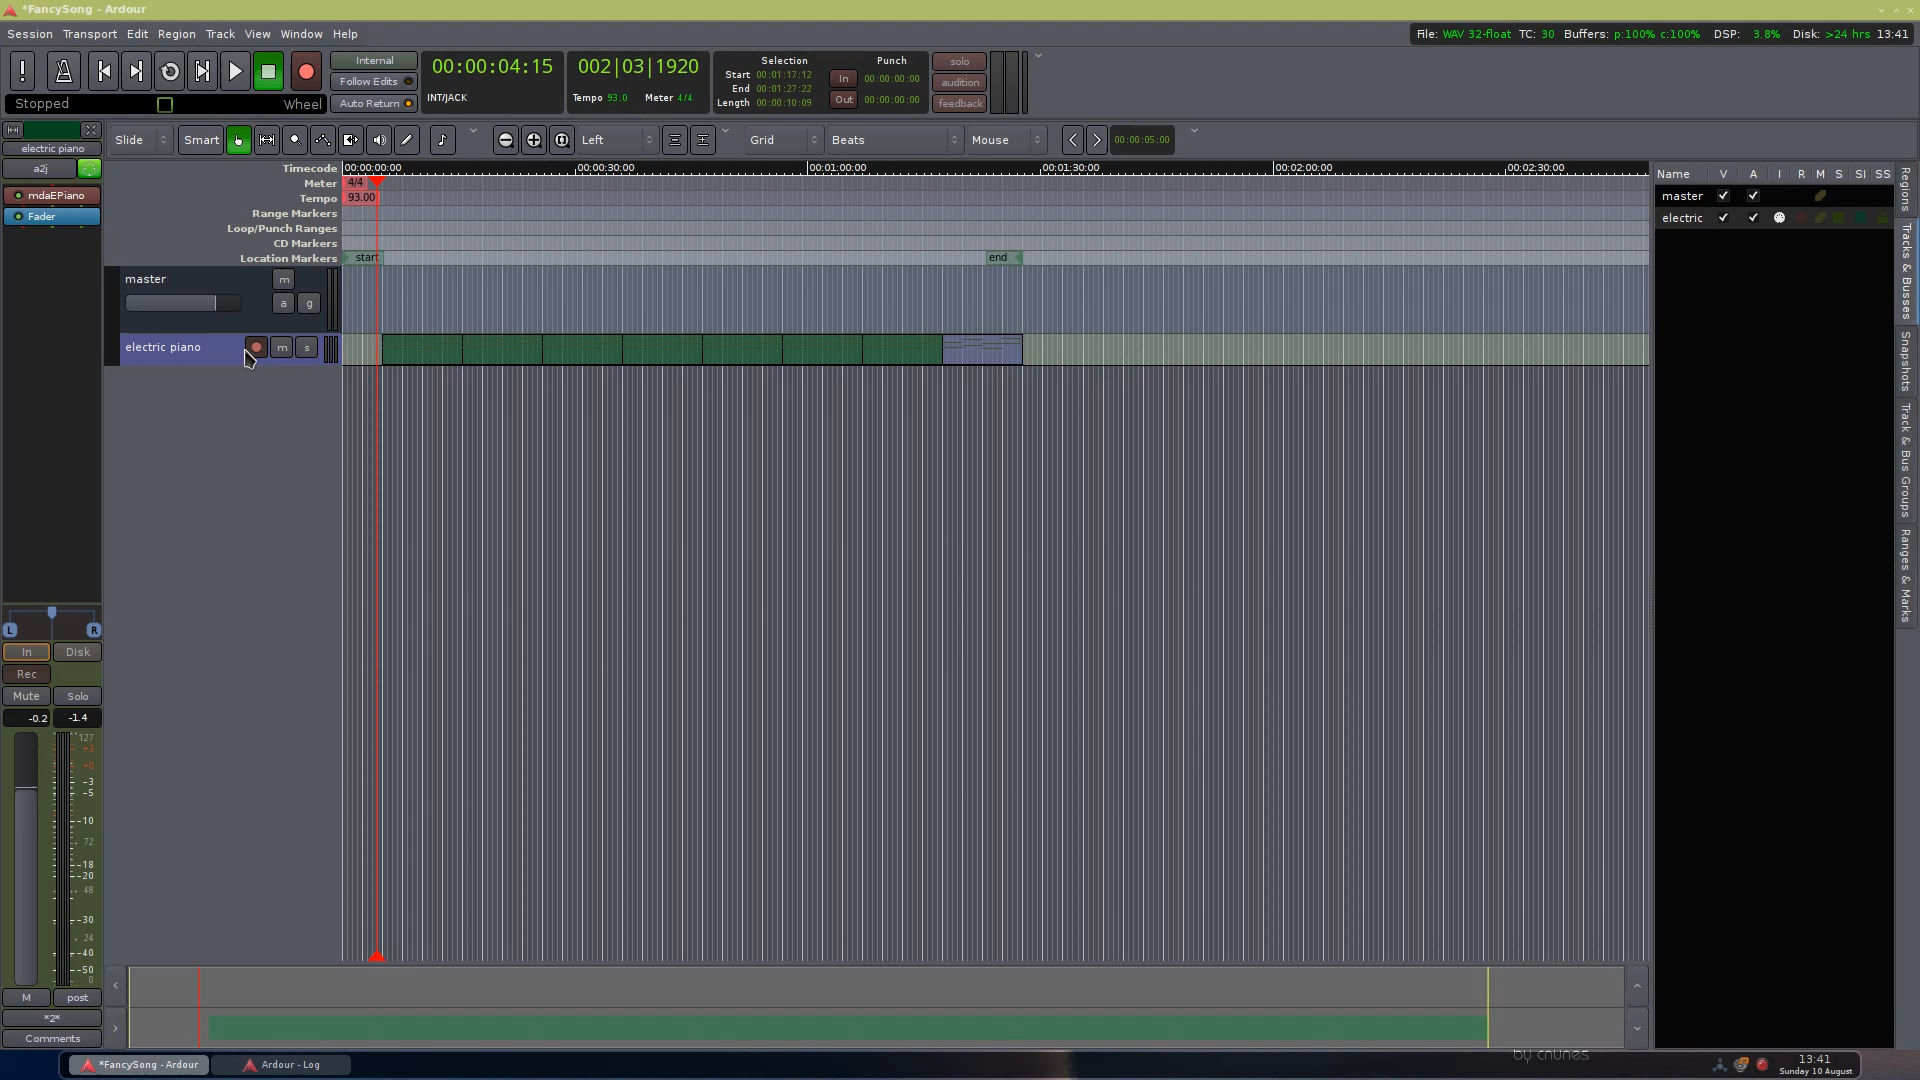 *FancySong - Ardour
Session Transport Edit Region Track View Window Help
File: WAV 32-float TC: 30 Buffers: p:100% c:100% DSP: 3.8% Disk: >24 hrs 13:41
Internal
Follow Edits
Auto Return
Stopped
Wheel
00:00:04:15
INT/JACK
002|03|1920
Tempo 93.0 Meter 4/4
Selection
Start 00:01:17:12
End 00:01:27:22
Length 00:00:10:09
Punch
In 00:00:00:00
Out 00:00:00:00
solo
audition
feedback
Slide Smart Left Grid Beats Mouse 00:00:05:00
electric piano
a2j
mdaEPiano
Fader
Timecode 00:00:00:00 00:00:30:00 00:01:00:00 00:01:30:00 00:02:00:00 00:02:30:00
Meter 4/4
Tempo 93.00
Range Markers
Loop/Punch Ranges
CD Markers
Location Markers start end
master m
a g
electric piano m s
Name V A I R M S SI SS
master
electric
Regions
Tracks & Busses
Snapshots
Track & Bus Groups
Ranges & Marks
L R
In Disk
Rec
Mute Solo
-0.2 -1.4
127
+3
+0
-3
-5
-10
72
-18
-20
48
-30
24
-40
-50
0
M post
*2*
Comments
*FancySong - Ardour
Ardour - Log
by cnunes
13:41
Sunday 10 August